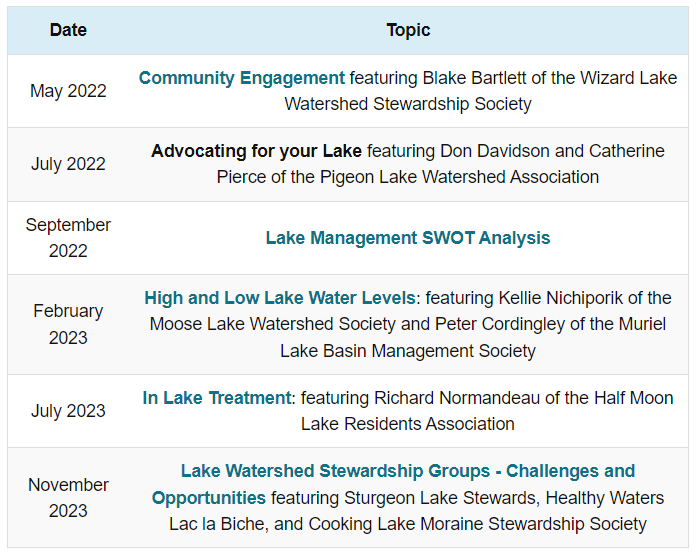 Date Topic
May 2022 Community Engagement featuring Blake Bartlett of the Wizard Lake
Watershed Stewardship Society
July 2022 Advocating for your Lake featuring Don Davidson and Catherine
Pierce of the Pigeon Lake Watershed Association
September
2022
Lake Management SWOT Analysis
February
2023
High and Low Lake Water Levels: featuring Kellie Nichiporik of the
Moose Lake Watershed Society and Peter Cordingley of the Muriel
Lake Basin Management Society
July 2023 In Lake Treatment: featuring Richard Normandeau of the Half Moon
Lake Residents Association
November
2023
Lake Watershed Stewardship Groups - Challenges and
Opportunities featuring Sturgeon Lake Stewards, Healthy Waters
Lac la Biche, and Cooking Lake Moraine Stewardship Society